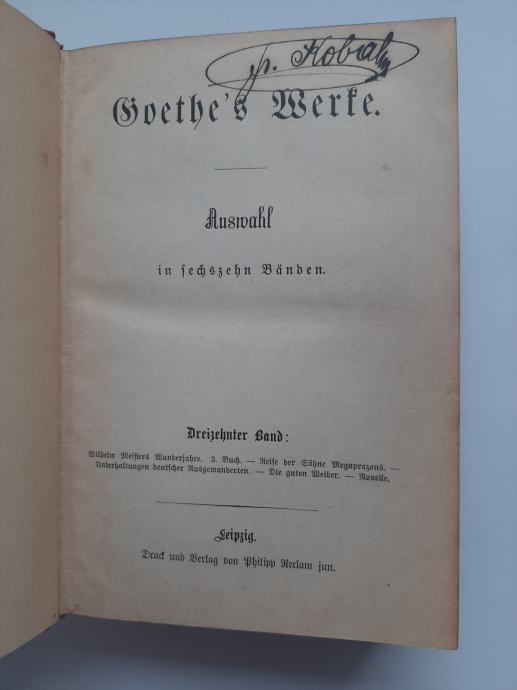 Goethe's Werke.
Auswahl
in sechszehn Bänden.
Dreizehnter Band:
Wilhelm Meisters Wanderjahre. 3. Buch. — Reise der Söhne Megaprazons. —
Unterhaltungen deutscher Ausgewanderten. — Die guten Weiber. — Novelle.
Leipzig.
Druck und Verlag von Philipp Reclam jun.